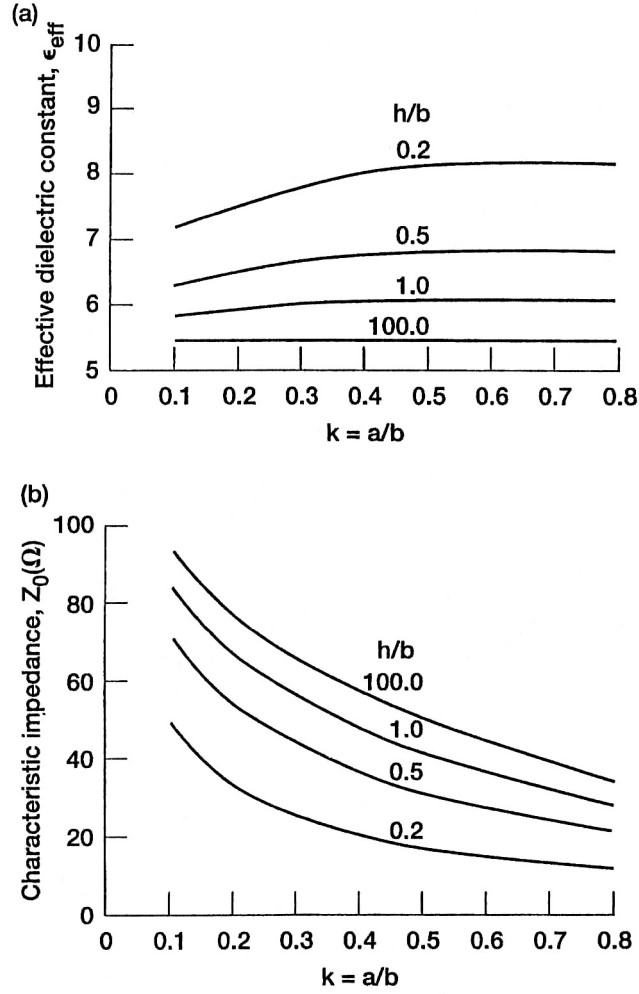 (a)
Effective dielectric constant, ϵeff
10
9
8
7
6
5
h/b
0.2
0.5
1.0
100.0
0 0.1 0.2 0.3 0.4 0.5 0.6 0.7 0.8
k = a/b
(b)
Characteristic impedance, Z0(Ω)
100
80
60
40
20
0
h/b
100.0
1.0
0.5
0.2
0 0.1 0.2 0.3 0.4 0.5 0.6 0.7 0.8
k = a/b